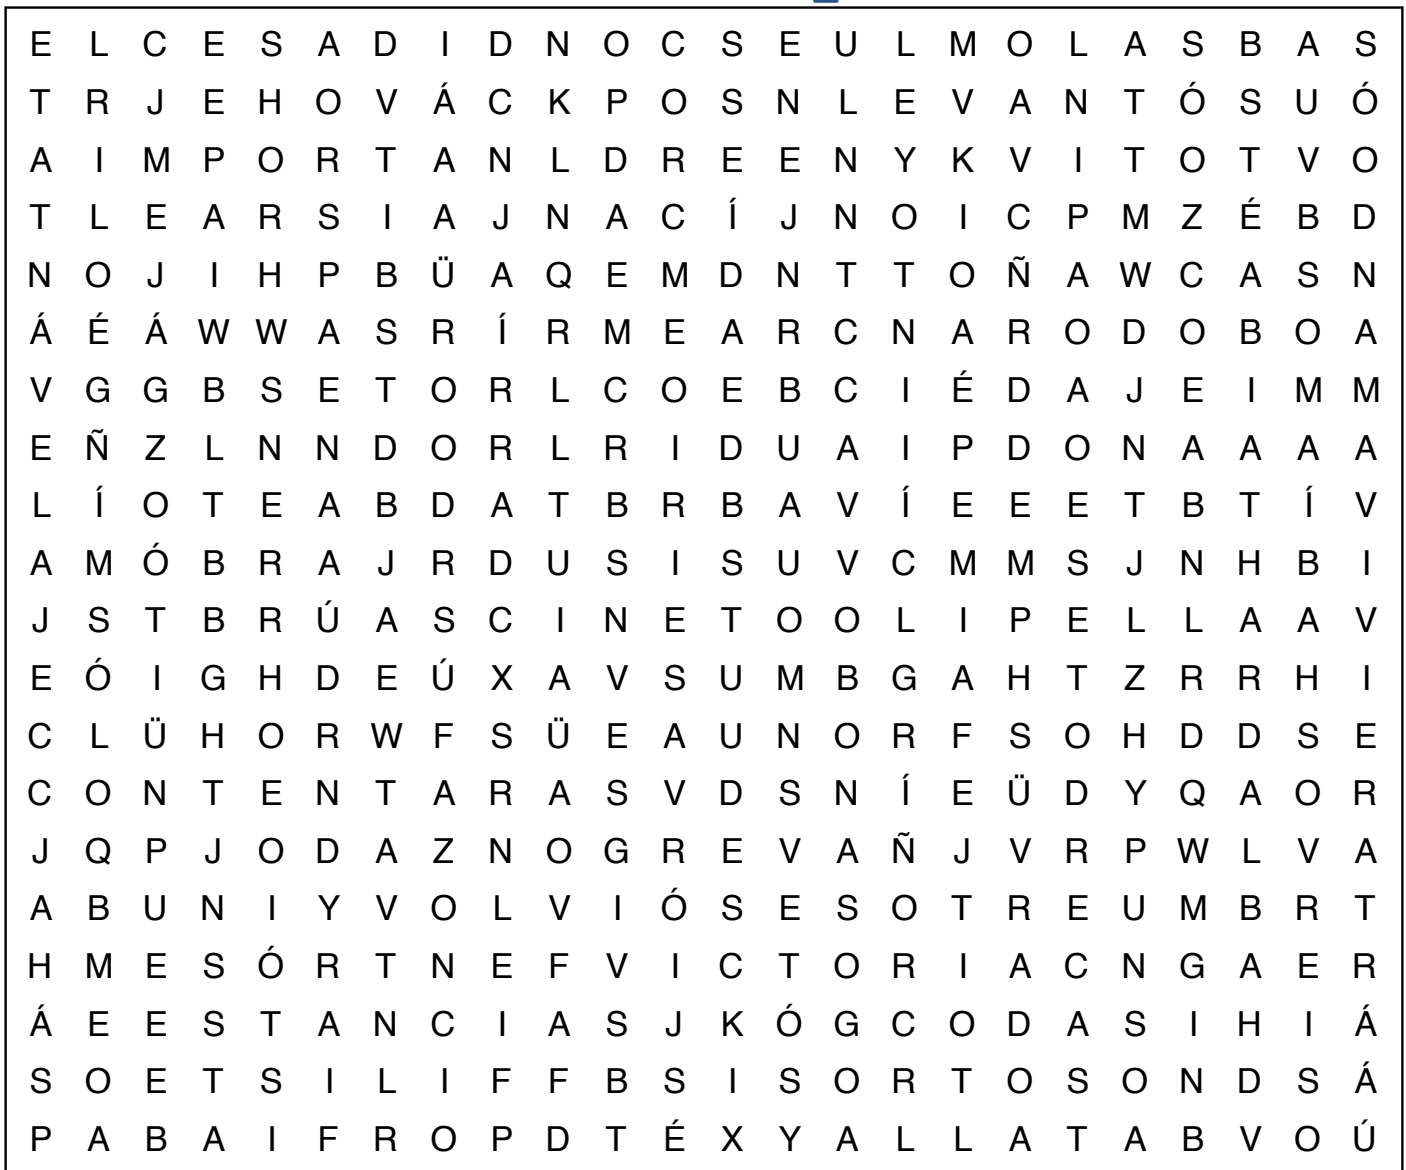 E L C E S A D I D N O C S E U L M O L A S B A S
T R J E H O V Á C K P O S N L E V A N T Ó S U Ó
A I M P O R T A N L D R E E N Y K V I T O T V O
T L E A R S I A J N A C Í J N O I C P M Z É B D
N O J I H P B Ü A Q E M D N T T O Ñ A W C A S N
Á É Á W W A S R Í R M E A R C N A R O D O B O A
V G G B S E T O R L C O E B C I É D A J E I M M
E Ñ Z L N N D O R L R I D U A I P D O N A A A A
L Í O T E A B D A T B R B A V Í E E E T B T Í V
A M Ó B R A J R D U S I S U V C M M S J N H B I
J S T B R Ú A S C I N E T O O L I P E L L A A V
E Ó I G H D E Ú X A V S U M B G A H T Z R R H I
C L Ü H O R W F S Ü E A U N O R F S O H D D S E
C O N T E N T A R A S V D S N Í E Ü D Y Q A O R
J Q P J O D A Z N O G R E V A Ñ J V R P W L V A
A B U N I Y V O L V I Ó S E S O T R E U M B R T
H M E S Ó R T N E F V I C T O R I A C N G A E R
Á E E S T A N C I A S J K Ó G C O D A S I H I Á
S O E T S I L I F F B S I S O R T O S O N D S Á
P A B A I F R O P D T É X Y A L L A T A B V O Ú